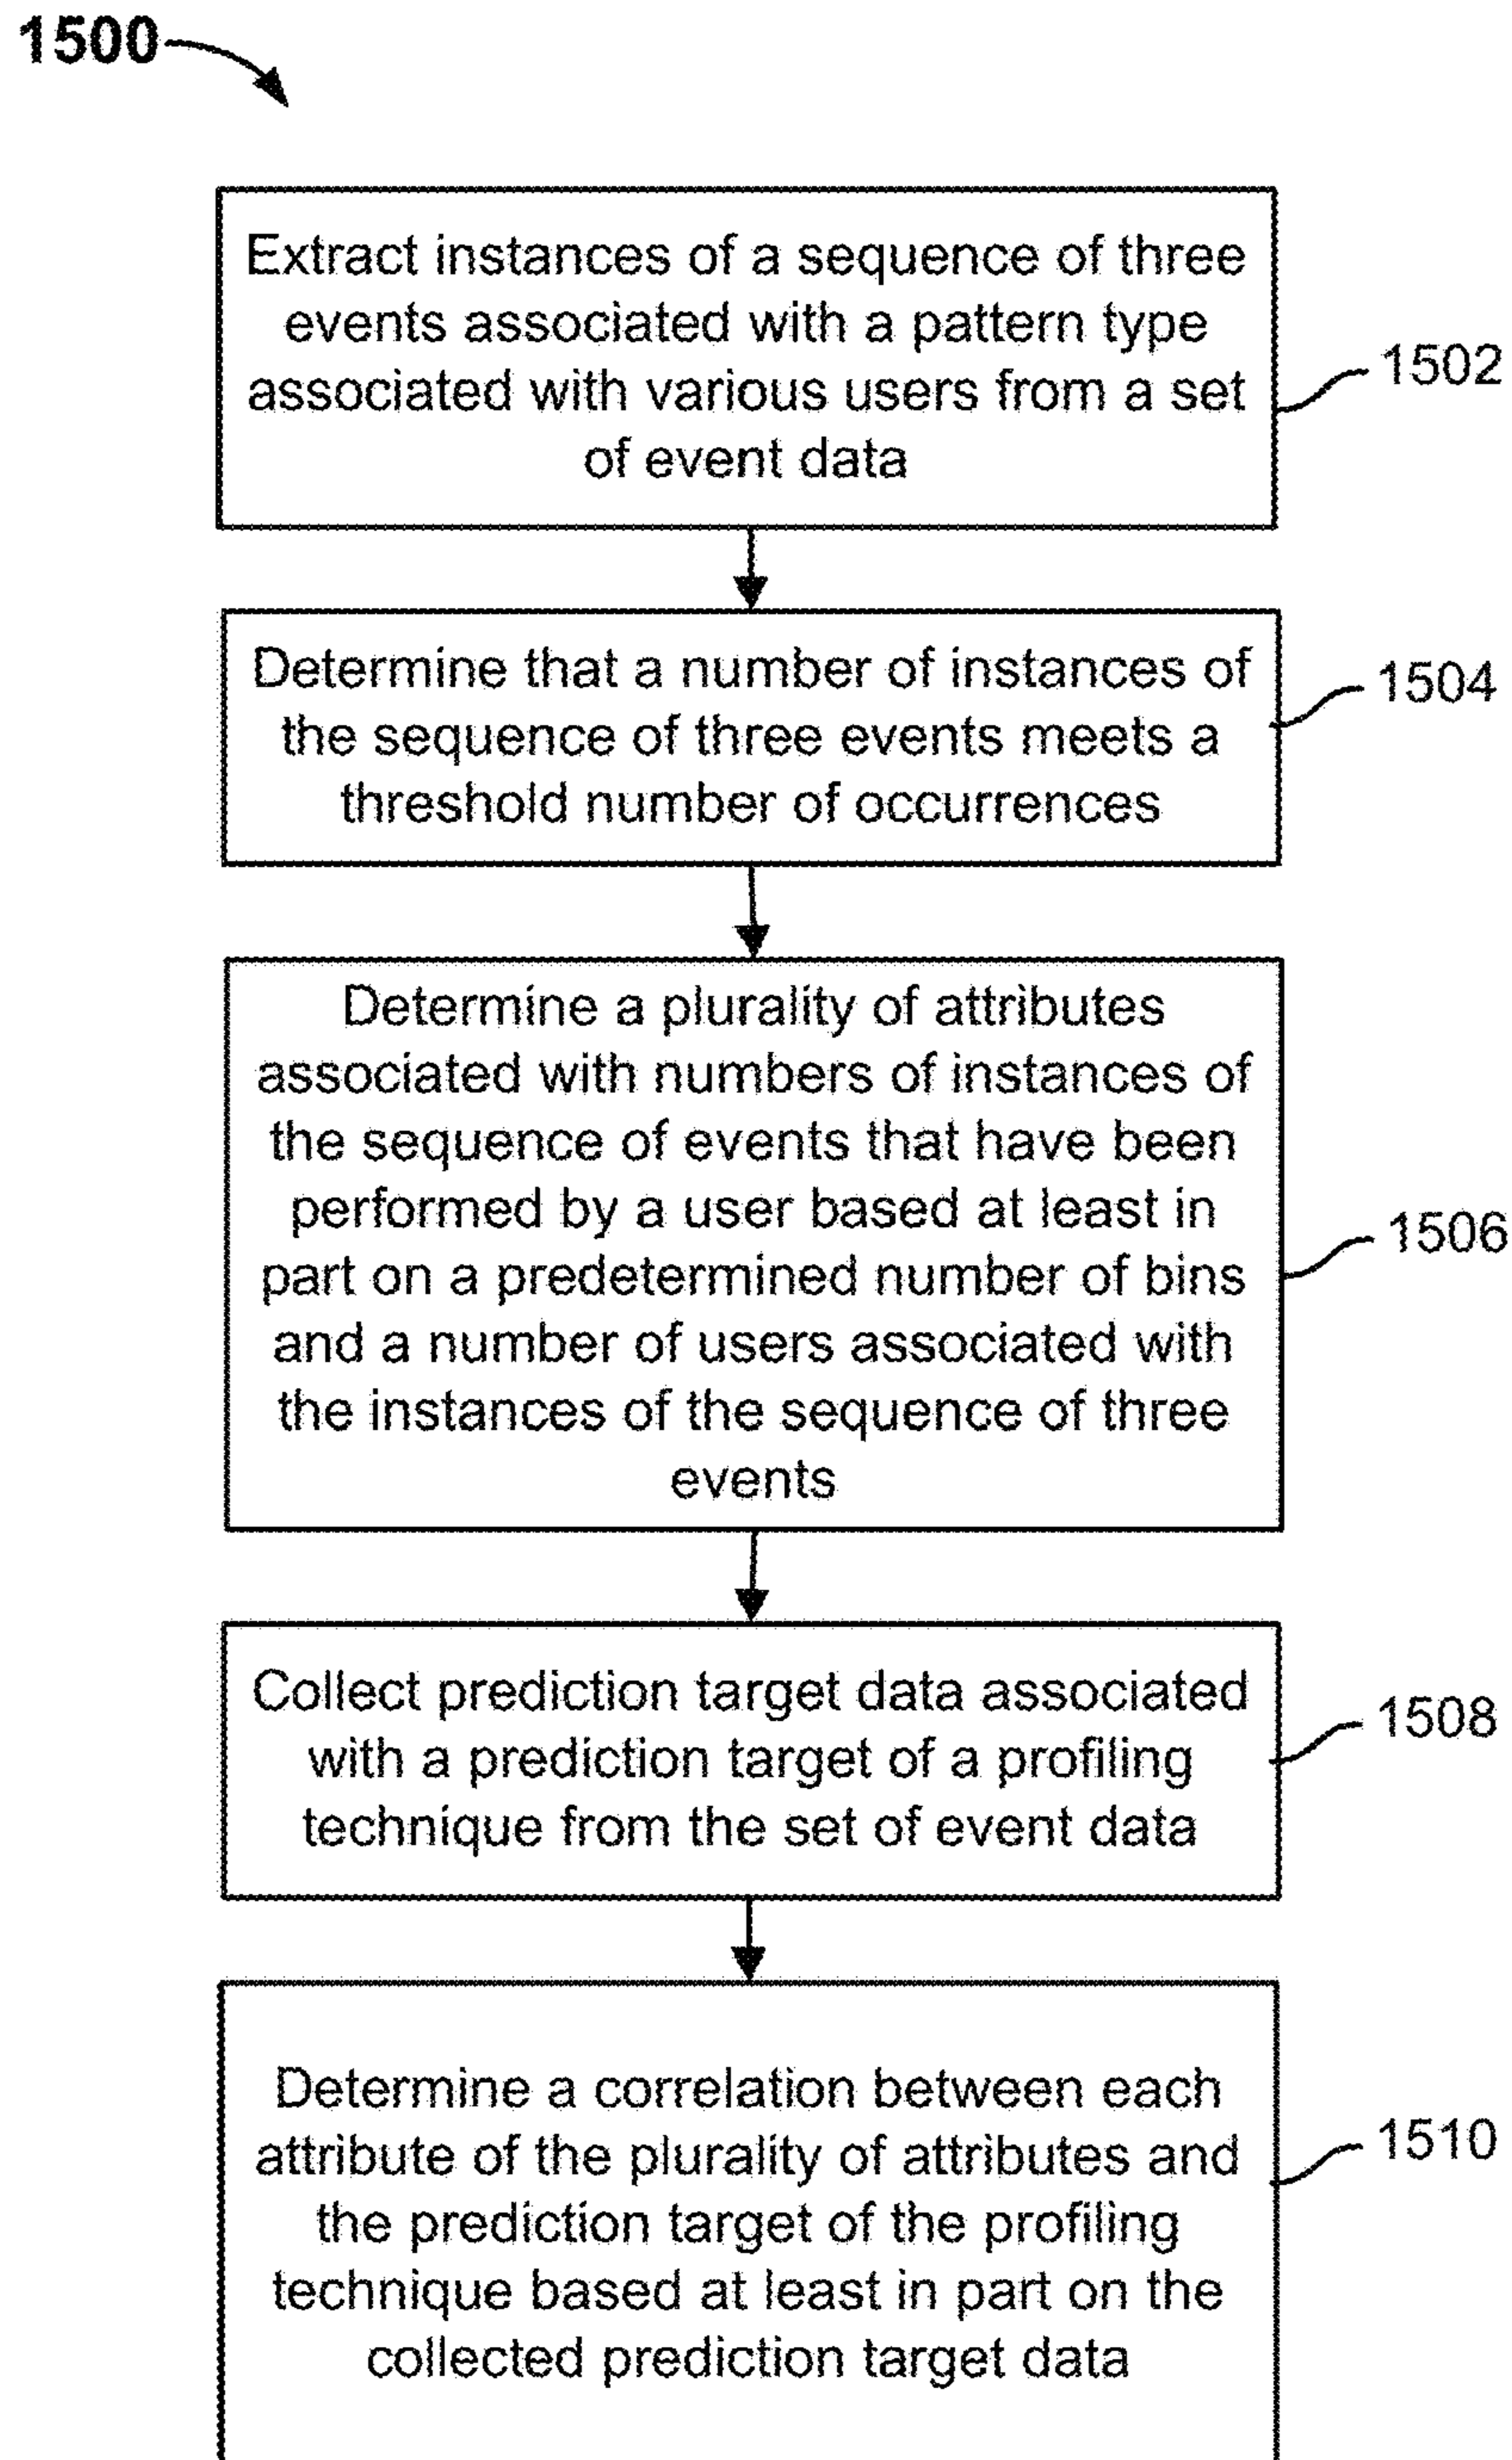 1500
Extract instances of a sequence of three
events associated with a pattern type
associated with various users from a set
of event data
1502
Determine that a number of instances of
the sequence of three events meets a
threshold number of occurrences
1504
Determine a plurality of attributes
associated with numbers of instances of
the sequence of events that have been
performed by a user based at least in
part on a predetermined number of bins
and a number of users associated with
the instances of the sequence of three
events
1506
Collect prediction target data associated
with a prediction target of a profiling
technique from the set of event data
1508
Determine a correlation between each
attribute of the plurality of attributes and
the prediction target of the profiling
technique based at least in part on the
collected prediction target data
1510